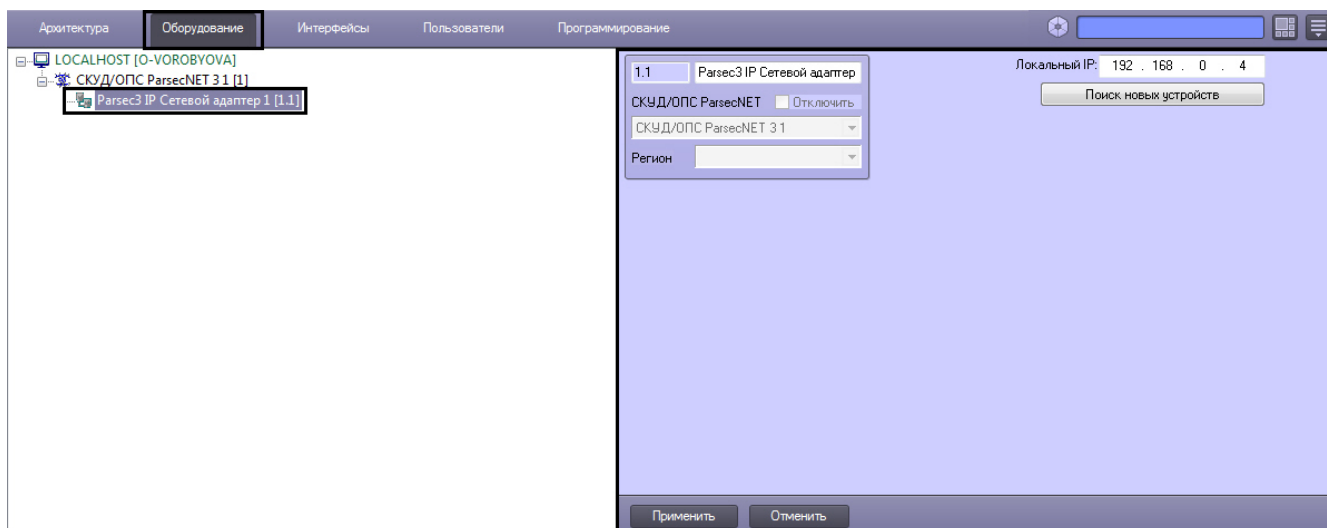 Архитектура Оборудование Интерфейсы Пользователи Программирование
LOCALHOST [O-VOROBYOVA]
СКУД/ОПС ParsecNET 3 1 [1]
Parsec3 IP Сетевой адаптер 1 [1.1]
1.1 Parsec3 IP Сетевой адаптер
СКУД/ОПС ParsecNET Отключить
СКУД/ОПС ParsecNET 3 1
Регион
Локальный IP: 192 . 168 . 0 . 4
Поиск новых устройств
Применить Отменить